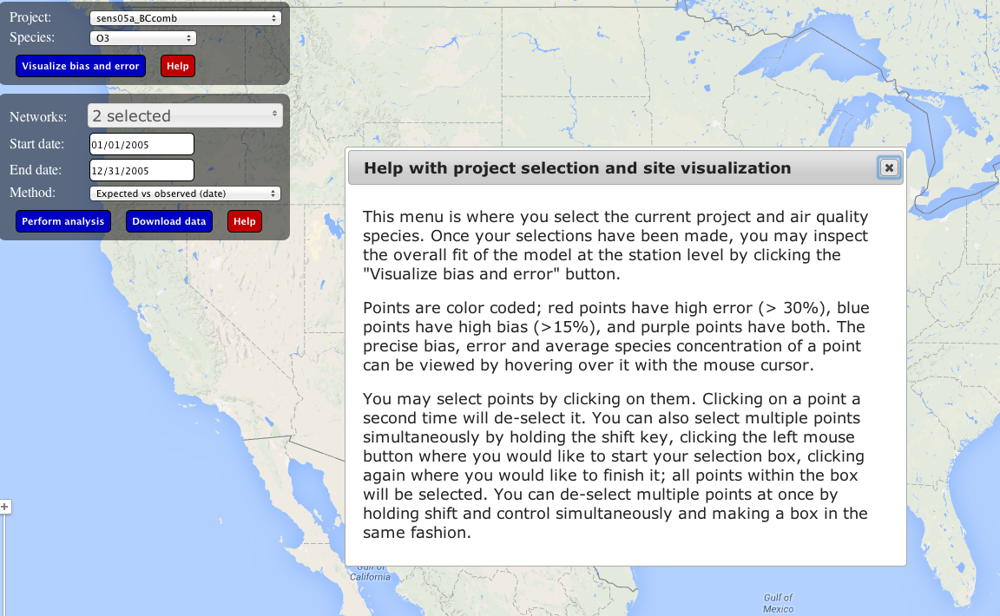 Project: sens05a_BCcomb
Species: O3
Visualize bias and error Help
Networks: 2 selected
Start date: 01/01/2005
End date: 12/31/2005
Method: Expected vs observed (date)
Perform analysis Download data Help
Help with project selection and site visualization
This menu is where you select the current project and air quality
species. Once your selections have been made, you may inspect
the overall fit of the model at the station level by clicking the
"Visualize bias and error" button.
Points are color coded; red points have high error (> 30%), blue
points have high bias (>15%), and purple points have both. The
precise bias, error and average species concentration of a point
can be viewed by hovering over it with the mouse cursor.
You may select points by clicking on them. Clicking on a point a
second time will de-select it. You can also select multiple points
simultaneously by holding the shift key, clicking the left mouse
button where you would like to start your selection box, clicking
again where you would like to finish it; all points within the box
will be selected. You can de-select multiple points at once by
holding shift and control simultaneously and making a box in the
same fashion.
Gulf of
California
Gulf of
Mexico